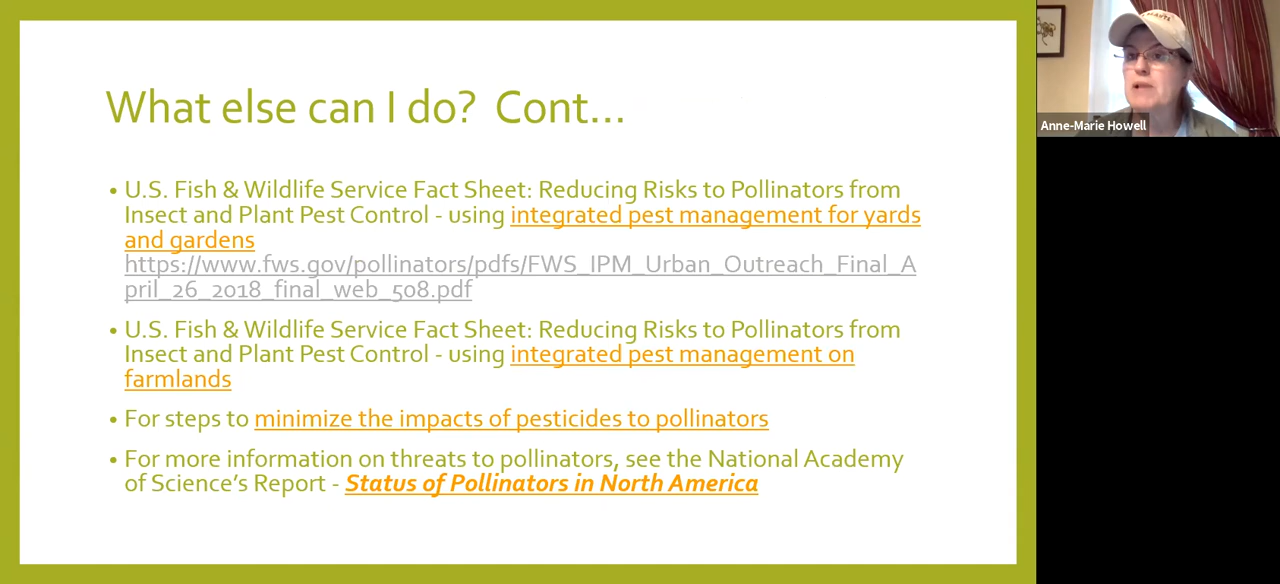 What else can I do?  Cont...
• U.S. Fish & Wildlife Service Fact Sheet: Reducing Risks to Pollinators from
Insect and Plant Pest Control - using integrated pest management for yards
and gardens
https://www.fws.gov/pollinators/pdfs/FWS_IPM_Urban_Outreach_Final_A
pril_26_2018_final_web_508.pdf
• U.S. Fish & Wildlife Service Fact Sheet: Reducing Risks to Pollinators from
Insect and Plant Pest Control - using integrated pest management on
farmlands
• For steps to minimize the impacts of pesticides to pollinators
• For more information on threats to pollinators, see the National Academy
of Science’s Report - Status of Pollinators in North America
Anne-Marie Howell